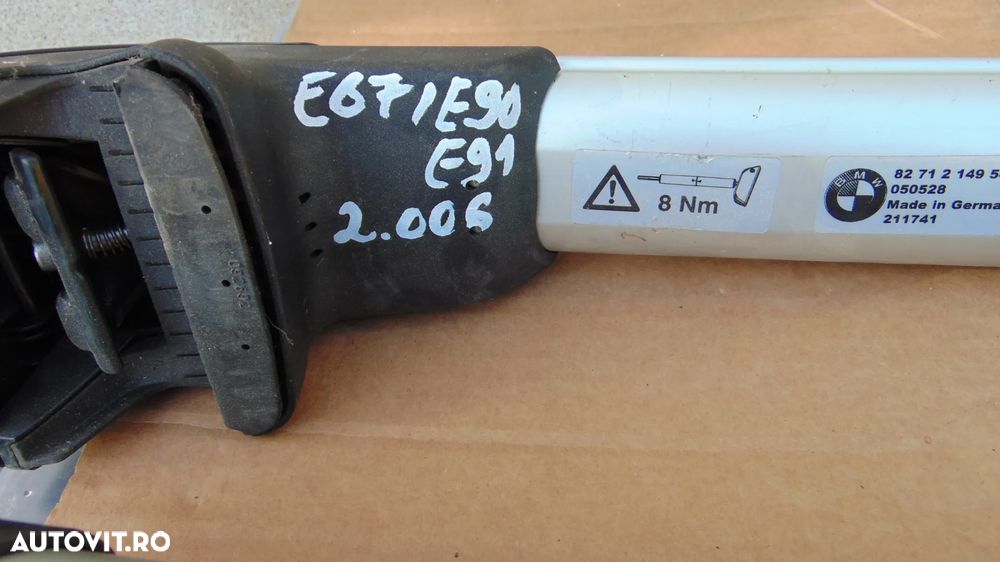 E67/E90
E91
2.006
8 Nm
BMW
82 71 2 149 5
050528
Made in Germa
211741
AUTOVIT.RO